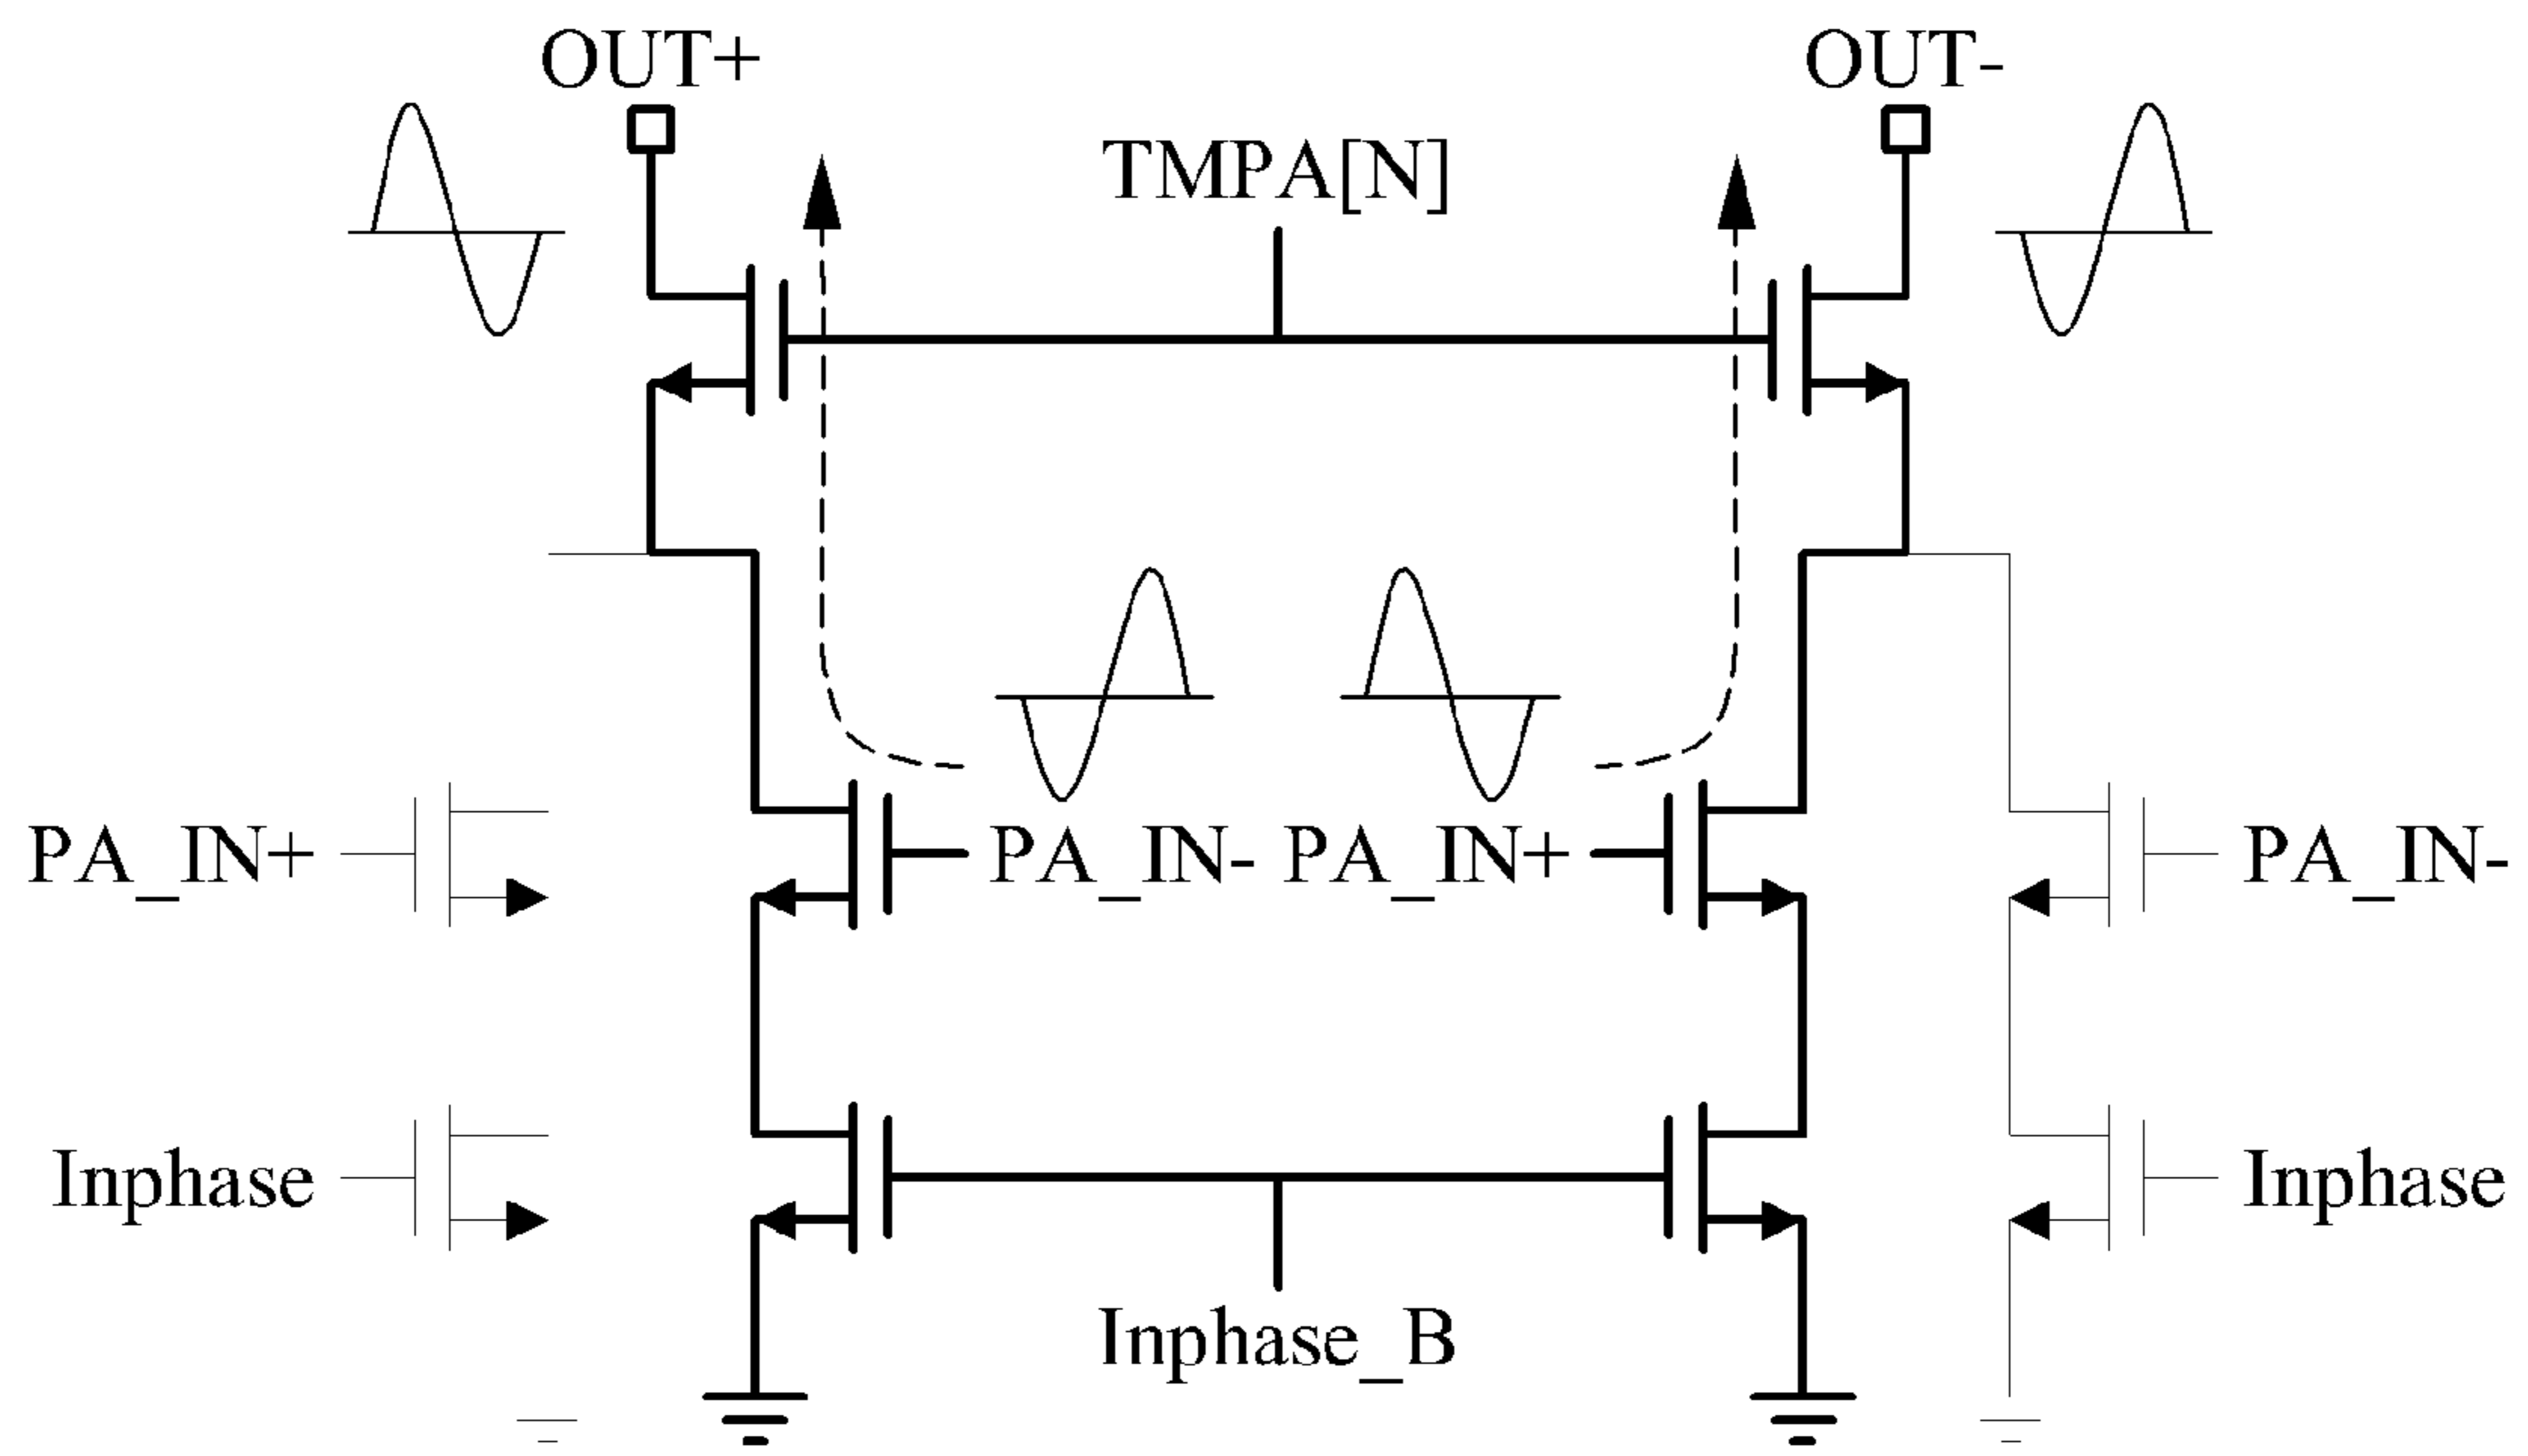 OUT+
OUT-
TMPA[N]
PA_IN+
PA_IN-
PA_IN+
PA_IN-
Inphase
Inphase
Inphase_B